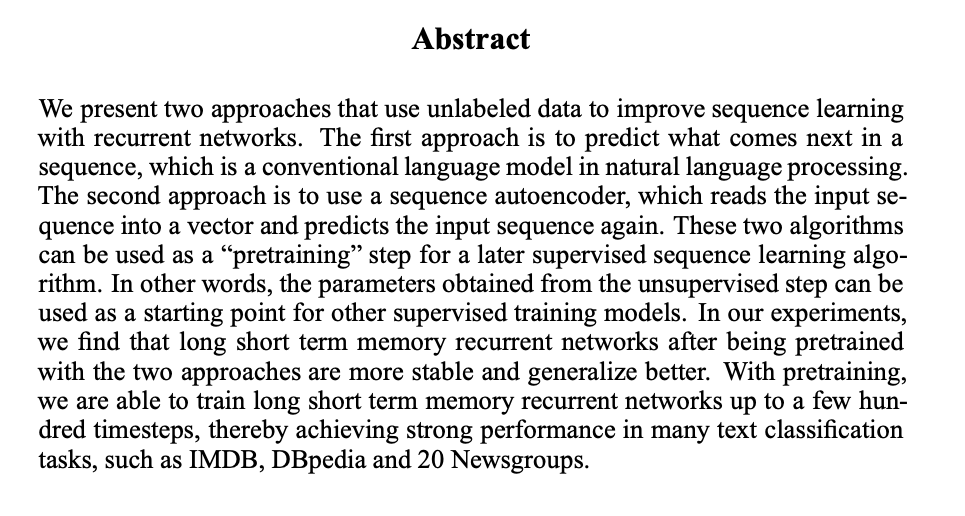 Abstract
We present two approaches that use unlabeled data to improve sequence learning
with recurrent networks. The first approach is to predict what comes next in a
sequence, which is a conventional language model in natural language processing.
The second approach is to use a sequence autoencoder, which reads the input se-
quence into a vector and predicts the input sequence again. These two algorithms
can be used as a “pretraining” step for a later supervised sequence learning algo-
rithm. In other words, the parameters obtained from the unsupervised step can be
used as a starting point for other supervised training models. In our experiments,
we find that long short term memory recurrent networks after being pretrained
with the two approaches are more stable and generalize better. With pretraining,
we are able to train long short term memory recurrent networks up to a few hun-
dred timesteps, thereby achieving strong performance in many text classification
tasks, such as IMDB, DBpedia and 20 Newsgroups.